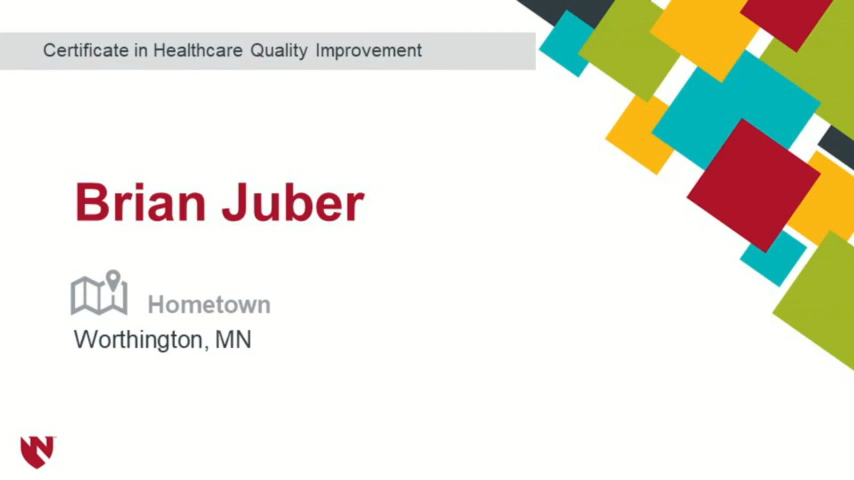 Certificate in Healthcare Quality Improvement
Brian Juber
Hometown
Worthington, MN